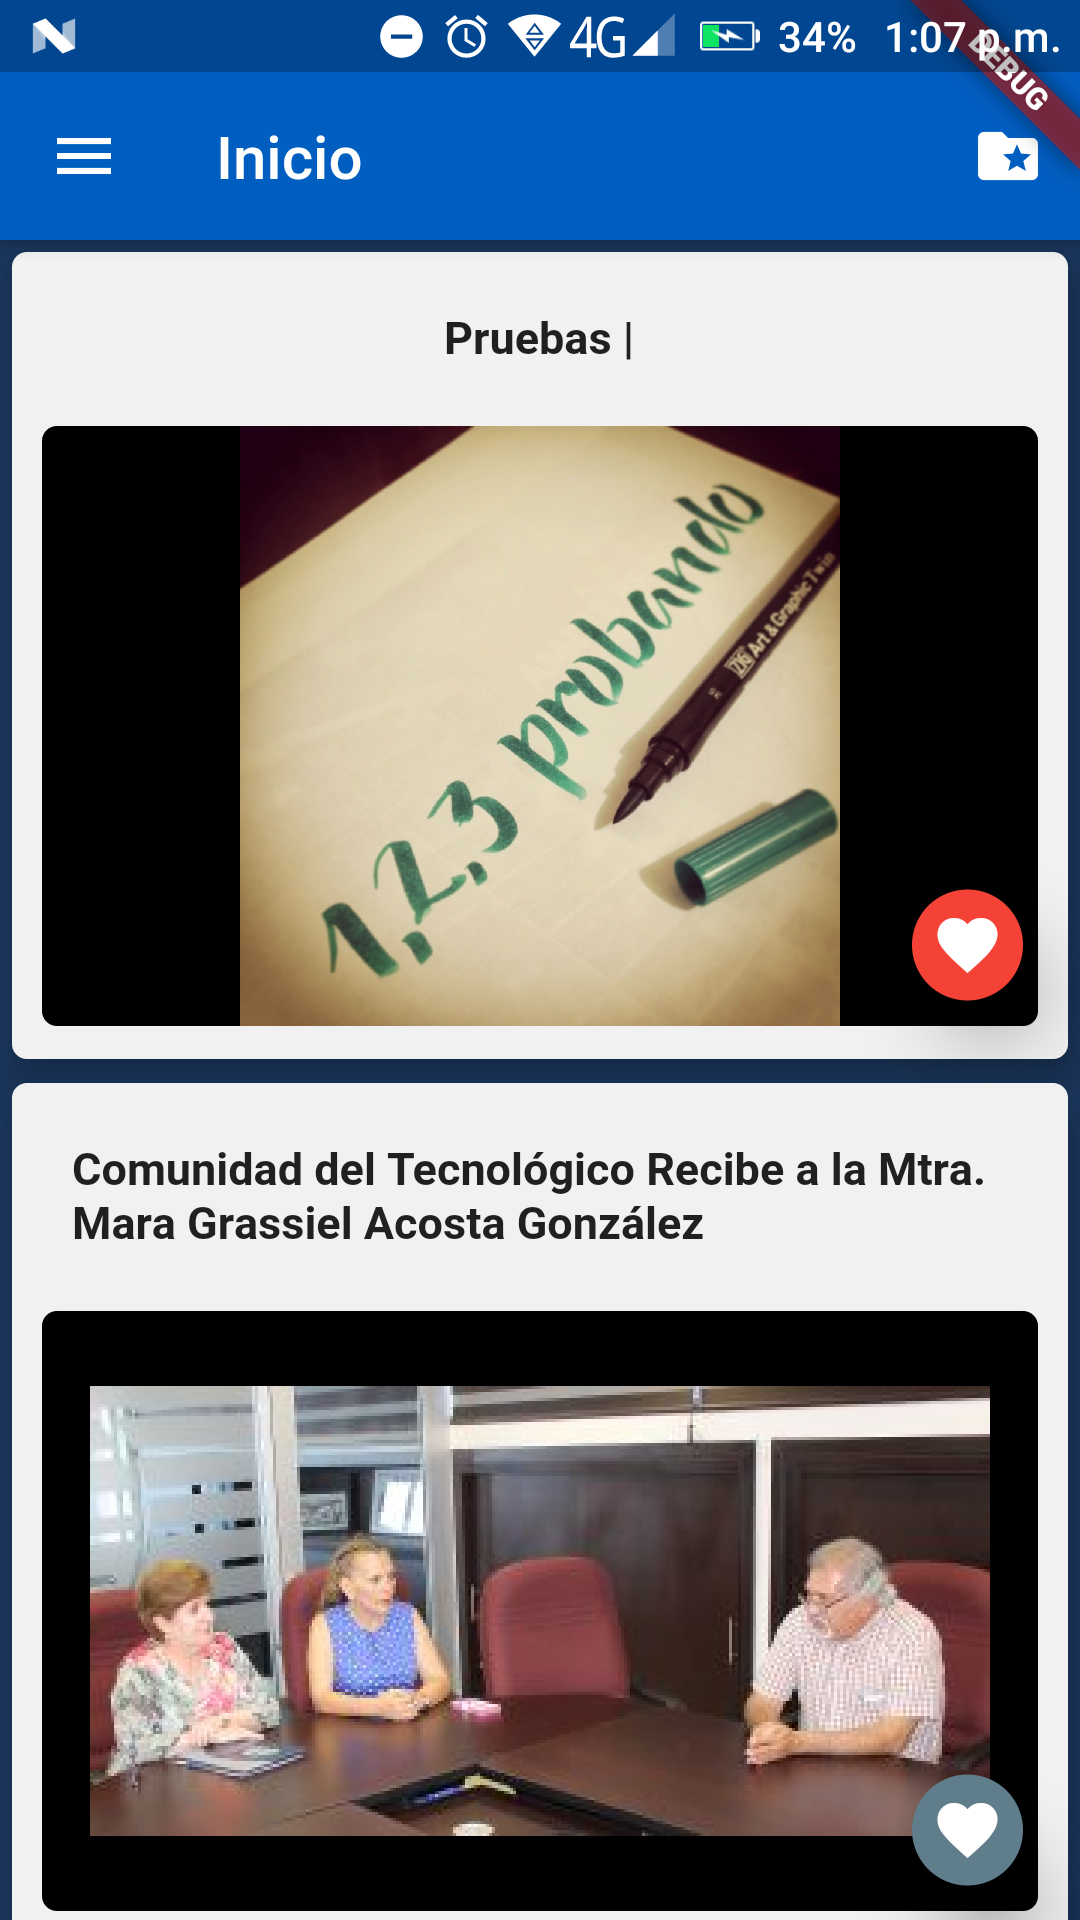 4G 34% 1:07 p.m.
DEBUG
Inicio
Pruebas |
1,2,3 probando
ZIG Art & Graphic Twin
Comunidad del Tecnológico Recibe a la Mtra.
Mara Grassiel Acosta González